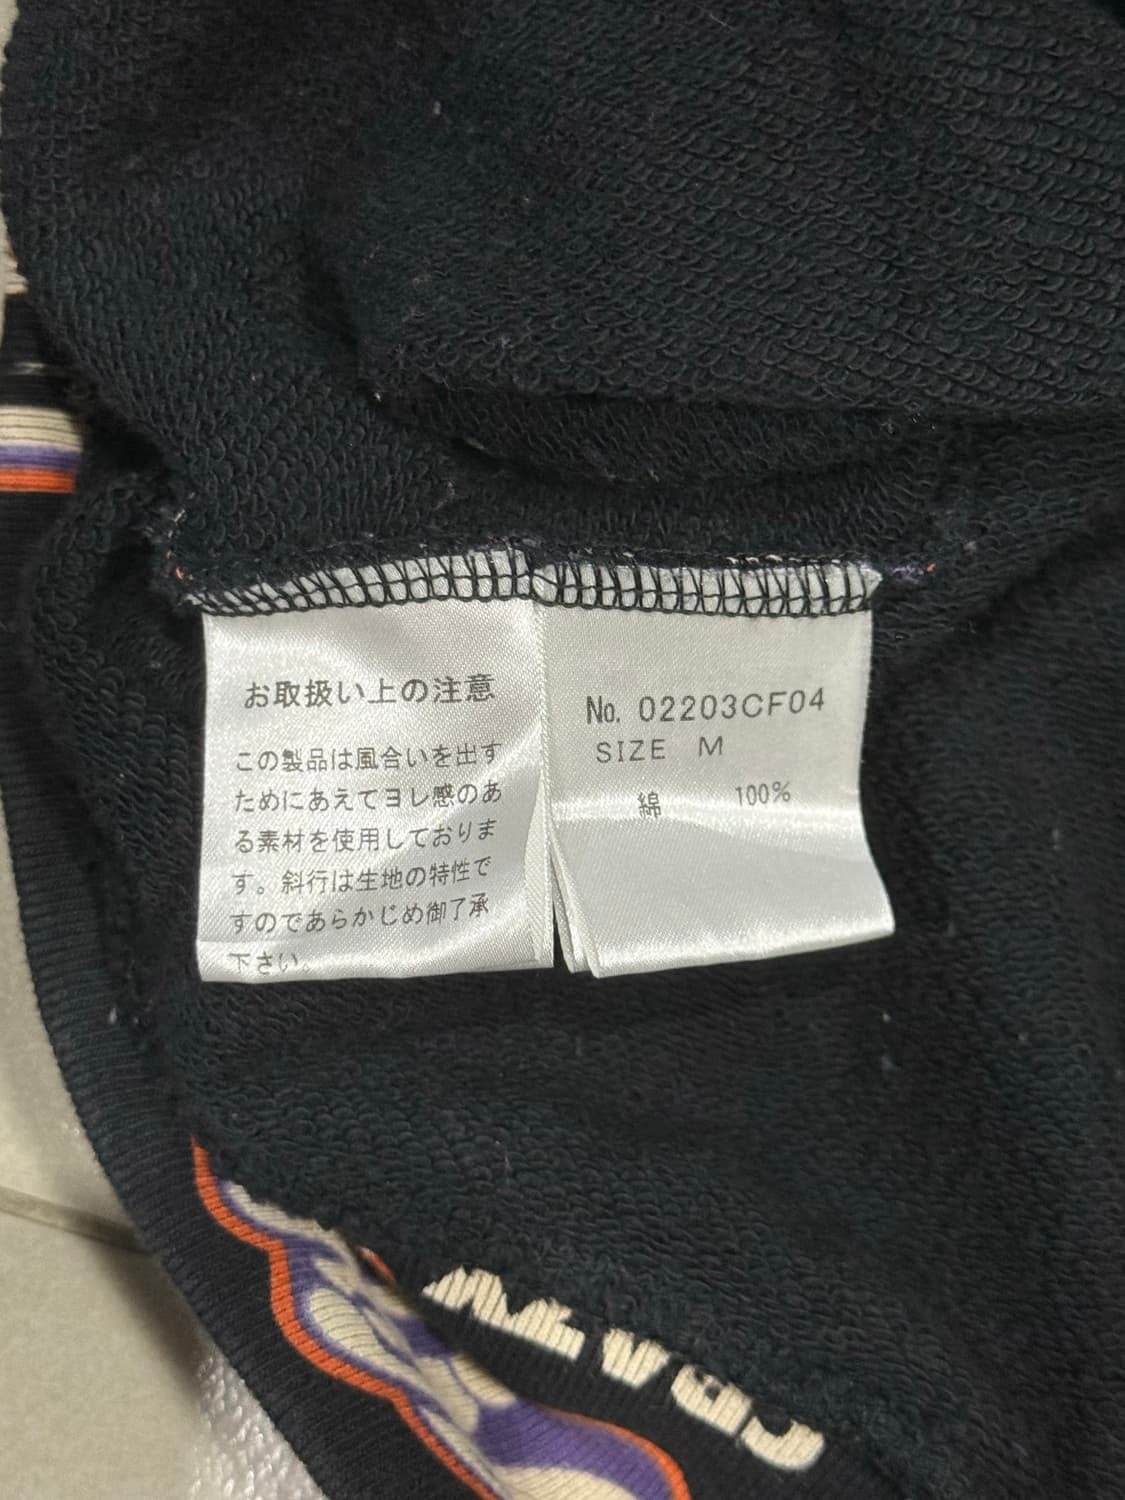 お取扱い上の注意
この製品は風合いを出す
ためにあえてヨレ感のあ
る素材を使用しておりま
す。斜行は生地の特性で
すのであらかじめ御了承
下さい。
No. 02203CF04
SIZE M
綿 100%